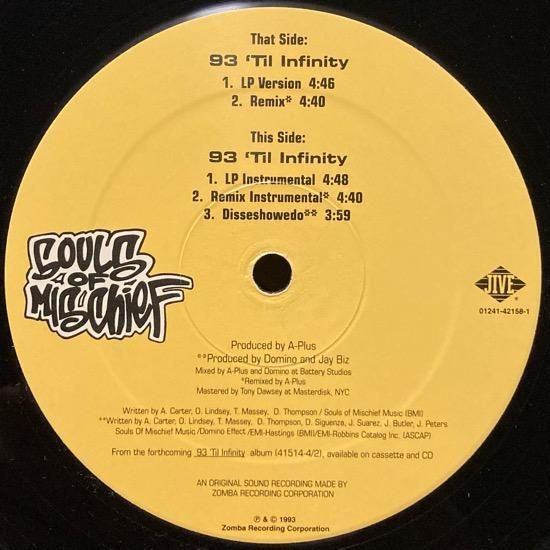 That Side:
93 'Til Infinity
1. LP Version 4:46
2. Remix* 4:40
This Side:
93 'Til Infinity
1. LP Instrumental 4:48
2. Remix Instrumental* 4:40
3. Disseshowedo** 3:59
SOULS
OF
MISCHIEF
JIVE
®
01241-42158-1
Produced by A-Plus
**Produced by Domino and Jay Biz
Mixed by A-Plus and Domino at Battery Studios
*Remixed by A-Plus
Mastered by Tony Dawsey at Masterdisk, NYC
Written by A. Carter, O. Lindsey, T. Massey, D. Thompson / Souls of Mischief Music (BMI)
**Written by A. Carter, O. Lindsey, T. Massey, D. Thompson, D. Siguenza, J. Suarez, J. Butler, J. Peters
Souls Of Mischief Music /Domino Effect /EMI-Hastings (BMI)/EMI-Robbins Catalog Inc. (ASCAP)
From the forthcoming 93 'Til Infinity album (41514-4/2), available on cassette and CD
AN ORIGINAL SOUND RECORDING MADE BY
ZOMBA RECORDING CORPORATION
℗ & © 1993
Zomba Recording Corporation